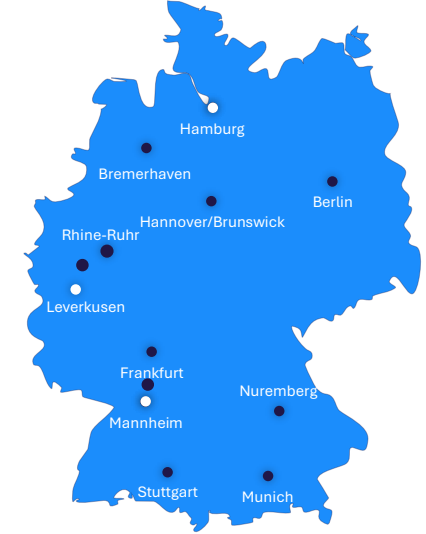 Hamburg
Bremerhaven
Berlin
Hannover/Brunswick
Rhine-Ruhr
Leverkusen
Frankfurt
Nuremberg
Mannheim
Stuttgart
Munich